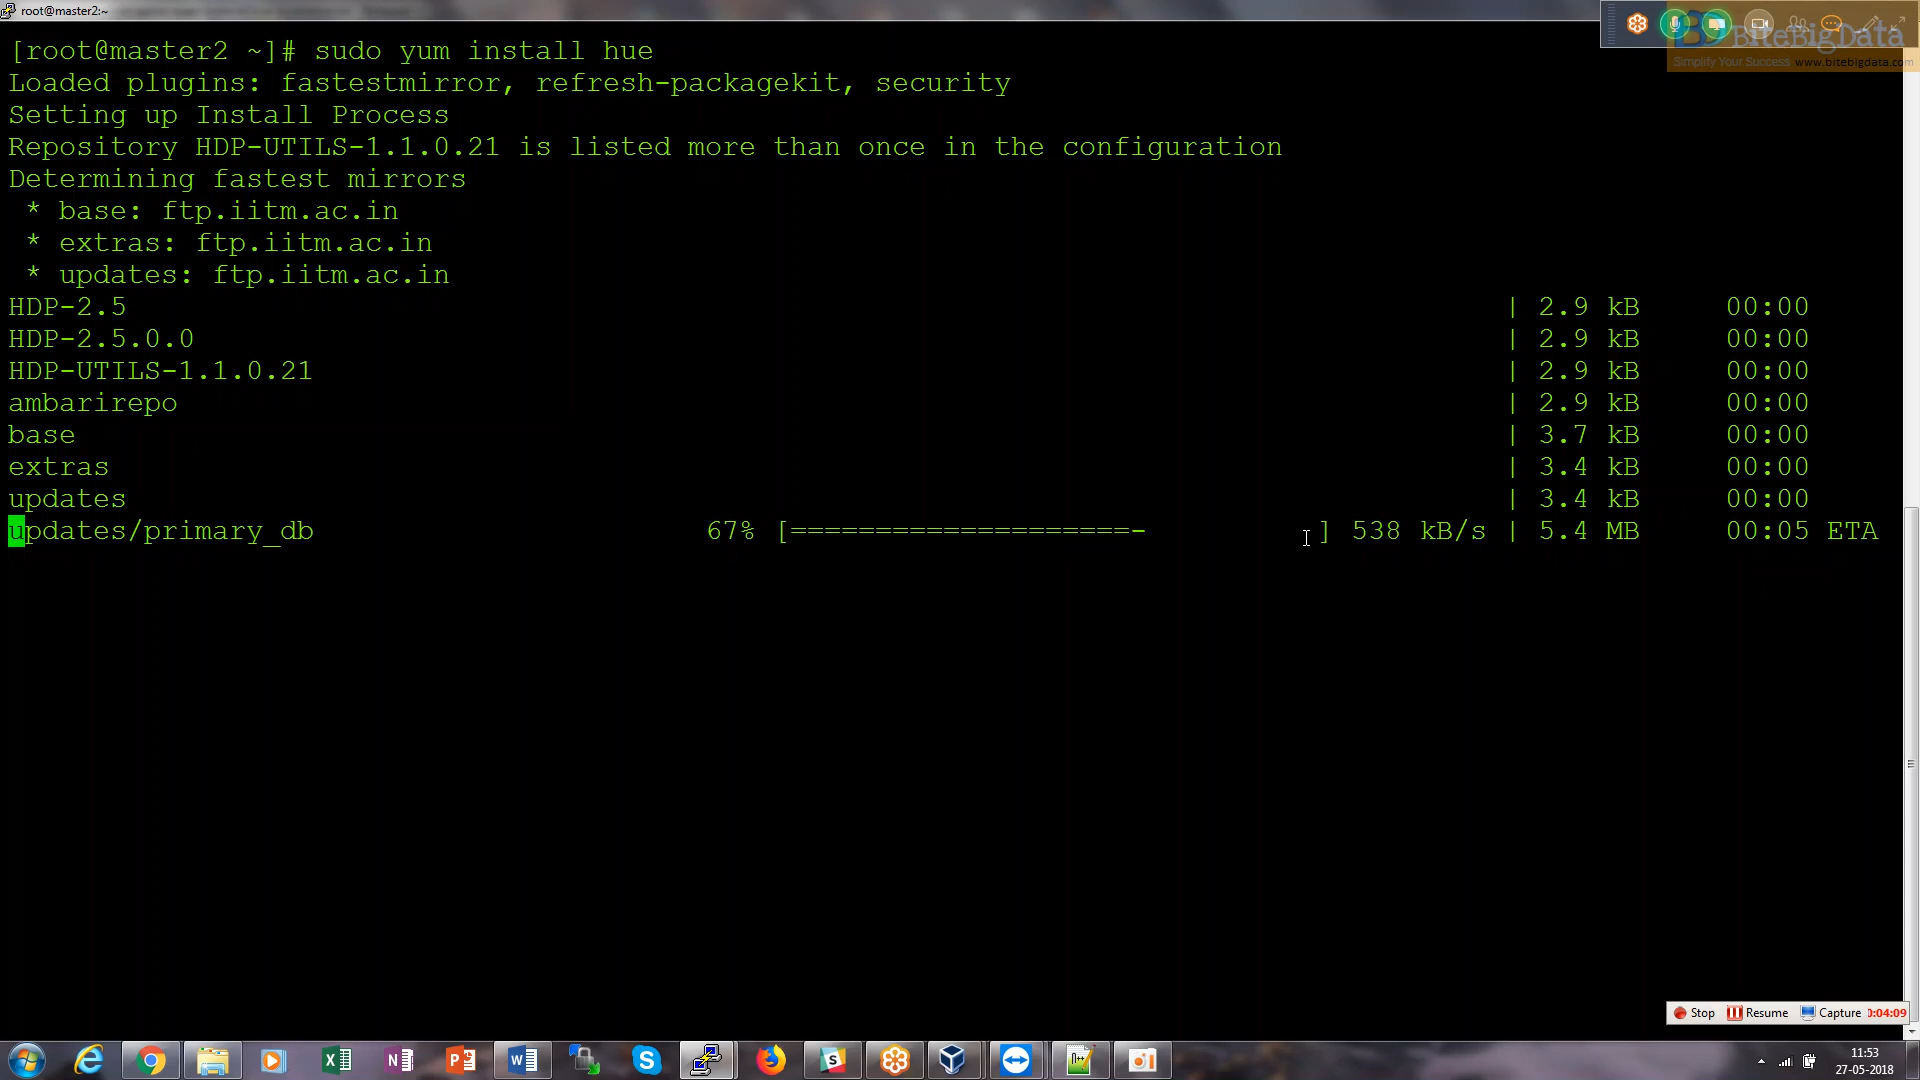 root@master2:~
[root@master2 ~]# sudo yum install hue
Loaded plugins: fastestmirror, refresh-packagekit, security
Setting up Install Process
Repository HDP-UTILS-1.1.0.21 is listed more than once in the configuration
Determining fastest mirrors
 * base: ftp.iitm.ac.in
 * extras: ftp.iitm.ac.in
 * updates: ftp.iitm.ac.in
HDP-2.5 | 2.9 kB 00:00
HDP-2.5.0.0 | 2.9 kB 00:00
HDP-UTILS-1.1.0.21 | 2.9 kB 00:00
ambarirepo | 2.9 kB 00:00
base | 3.7 kB 00:00
extras | 3.4 kB 00:00
updates | 3.4 kB 00:00
updates/primary_db 67% [====================- ] 538 kB/s | 5.4 MB 00:05 ETA
BiteBigData
Simplify Your Success www.bitebigdata.com
Stop Resume Capture 0:04:09
11:53
27-05-2018